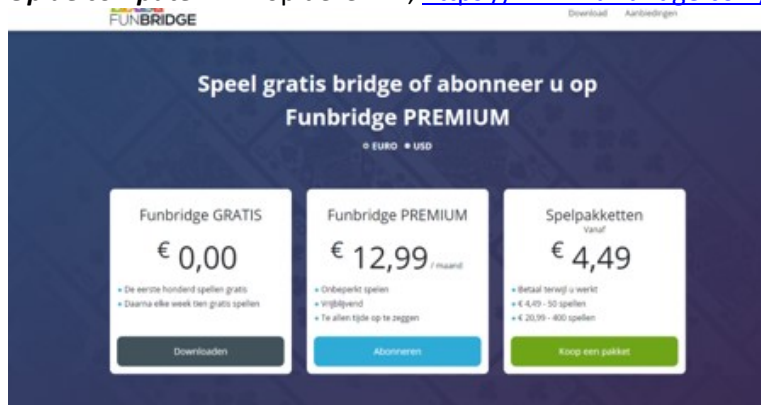 FUNBRIDGE
Download Aanbiedingen
Speel gratis bridge of abonneer u op
Funbridge PREMIUM
EURO USD
Funbridge GRATIS
€ 0,00
De eerste honderd spellen gratis
Daarna elke week tien gratis spellen
Downloaden
Funbridge PREMIUM
€ 12,99 / maand
Onbeperkt spelen
Vrijblijvend
Te allen tijde op te zeggen
Abonneren
Spelpakketten
Vanaf
€ 4,49
Betaal terwijl u werkt
€ 4,49 - 50 spellen
€ 20,99 - 400 spellen
Koop een pakket